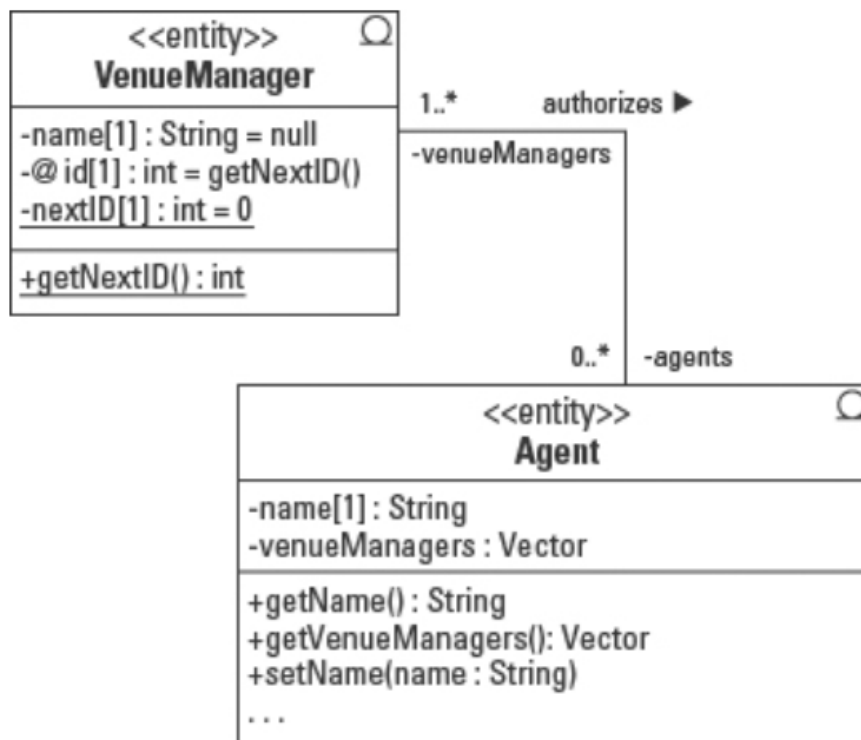 <<entity>>
VenueManager
-name[1] : String = null
-@ id[1] : int = getNextID()
-nextID[1] : int = 0
+getNextID() : int
1..* authorizes ▶
-venueManagers
0..* -agents
<<entity>>
Agent
-name[1] : String
-venueManagers : Vector
+getName() : String
+getVenueManagers(): Vector
+setName(name : String)
. . .